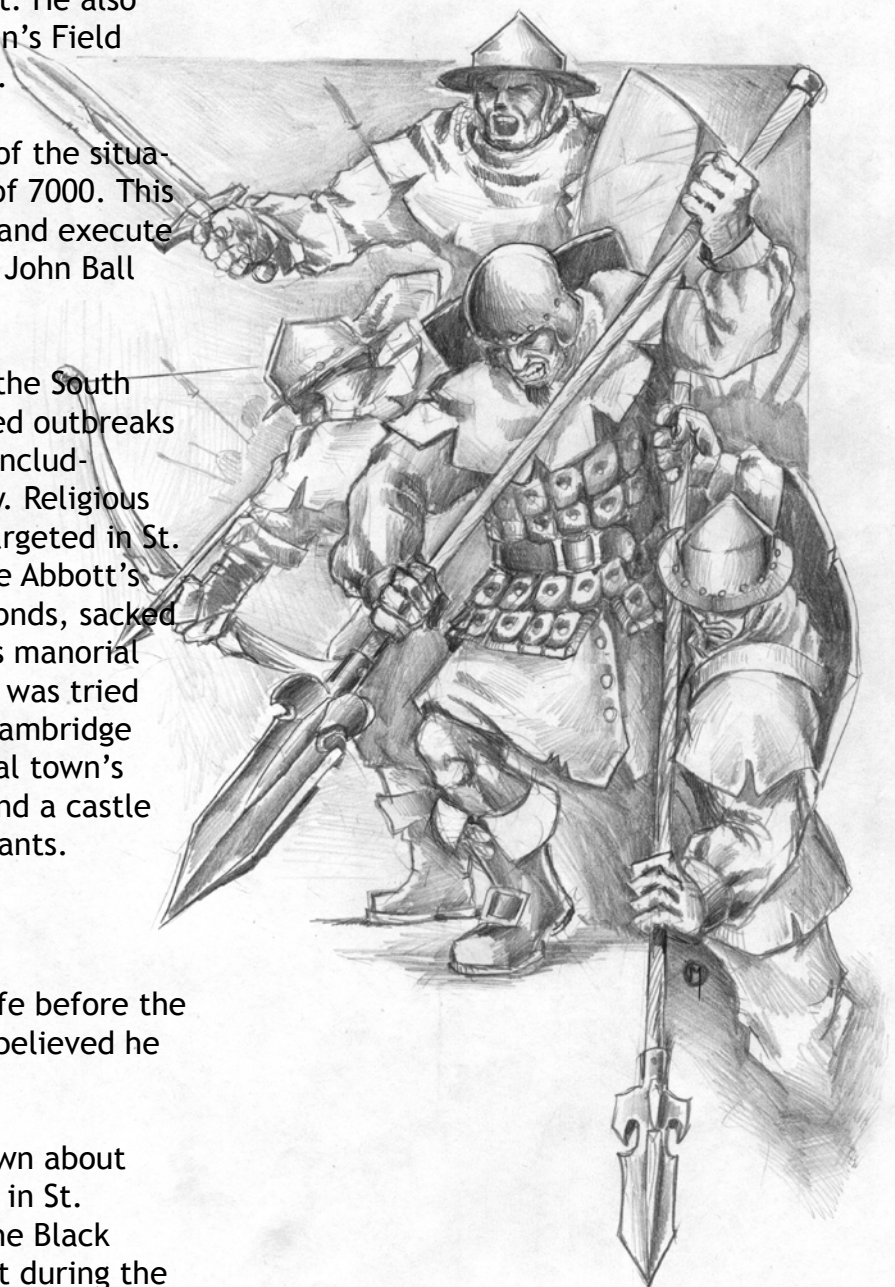 t. He also
n's Field
.
of the situa-
of 7000. This
and execute
John Ball
the South
ed outbreaks
includ-
y. Religious
argeted in St.
e Abbott's
onds, sacked
s manorial
was tried
ambridge
al town's
nd a castle
ants.
fe before the
believed he
wn about
in St.
he Black
t during the